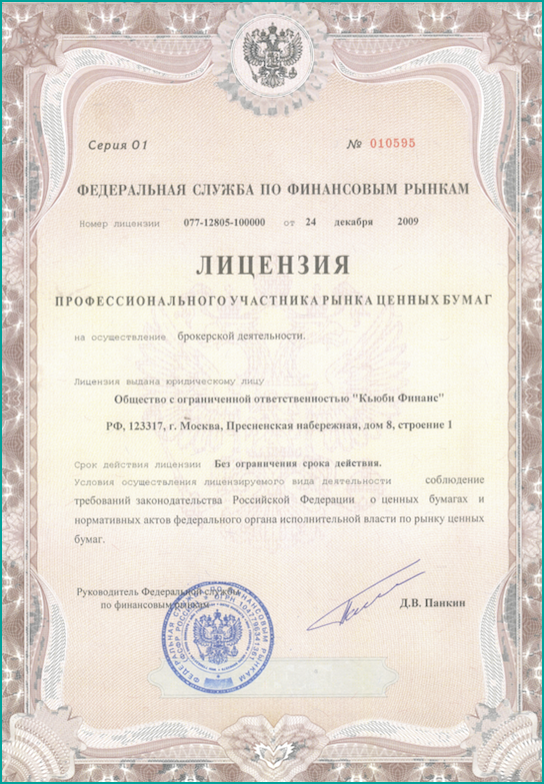 Серия 01 № 010595
ФЕДЕРАЛЬНАЯ СЛУЖБА ПО ФИНАНСОВЫМ РЫНКАМ
Номер лицензии 077-12805-100000 от 24 декабря 2009
ЛИЦЕНЗИЯ
ПРОФЕССИОНАЛЬНОГО УЧАСТНИКА РЫНКА ЦЕННЫХ БУМАГ
на осуществление брокерской деятельности.
Лицензия выдана юридическому лицу
Общество с ограниченной ответственностью "Кьюби Финанс"
РФ, 123317, г. Москва, Пресненская набережная, дом 8, строение 1
Срок действия лицензии Без ограничения срока действия.
Условия осуществления лицензируемого вида деятельности соблюдение
требований законодательства Российской Федерации о ценных бумагах и
нормативных актов федерального органа исполнительной власти по рынку ценных
бумаг.
Руководитель Федеральной службы
по финансовым рынкам
Д.В. Панкин
ФЕДЕРАЛЬНАЯ СЛУЖБА ПО ФИНАНСОВЫМ РЫНКАМ